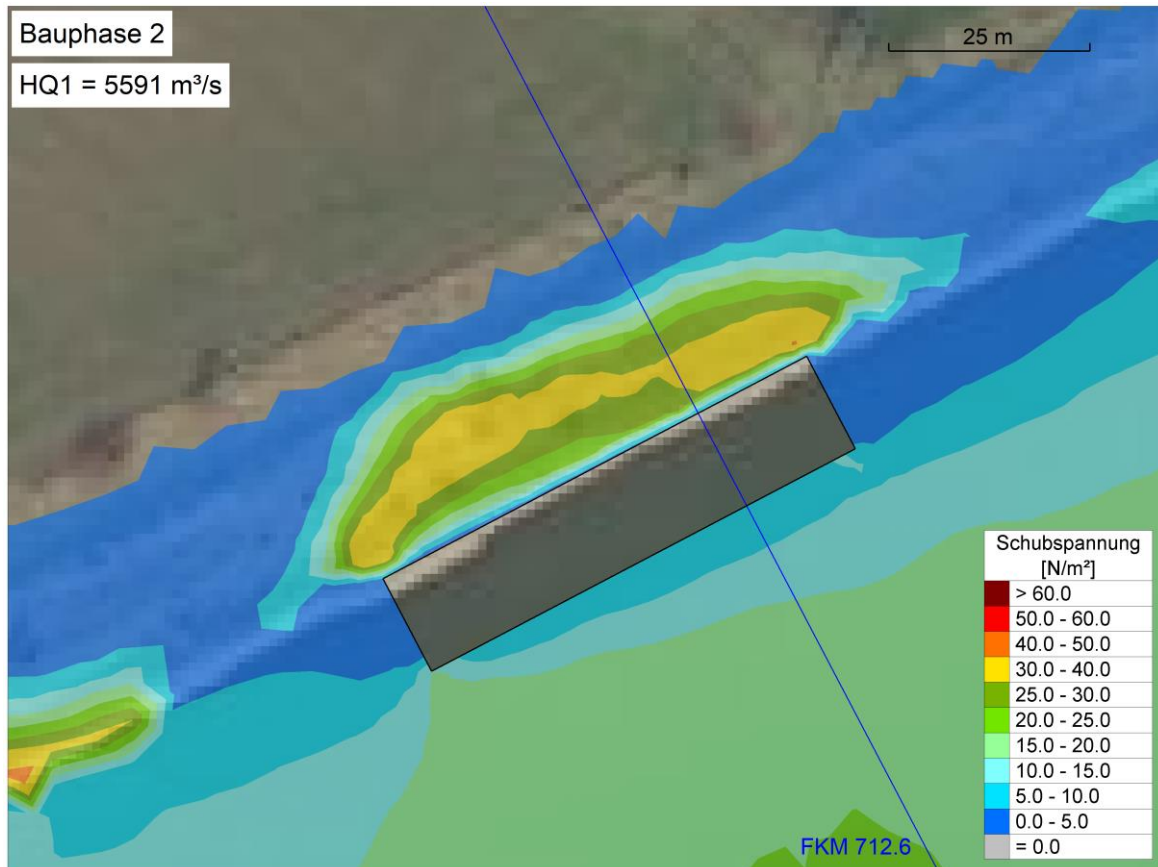 Bauphase 2
HQ1 = 5591 m³/s
25 m
Schubspannung
[N/m²]
> 60.0
50.0 - 60.0
40.0 - 50.0
30.0 - 40.0
25.0 - 30.0
20.0 - 25.0
15.0 - 20.0
10.0 - 15.0
5.0 - 10.0
0.0 - 5.0
= 0.0
FKM 712.6